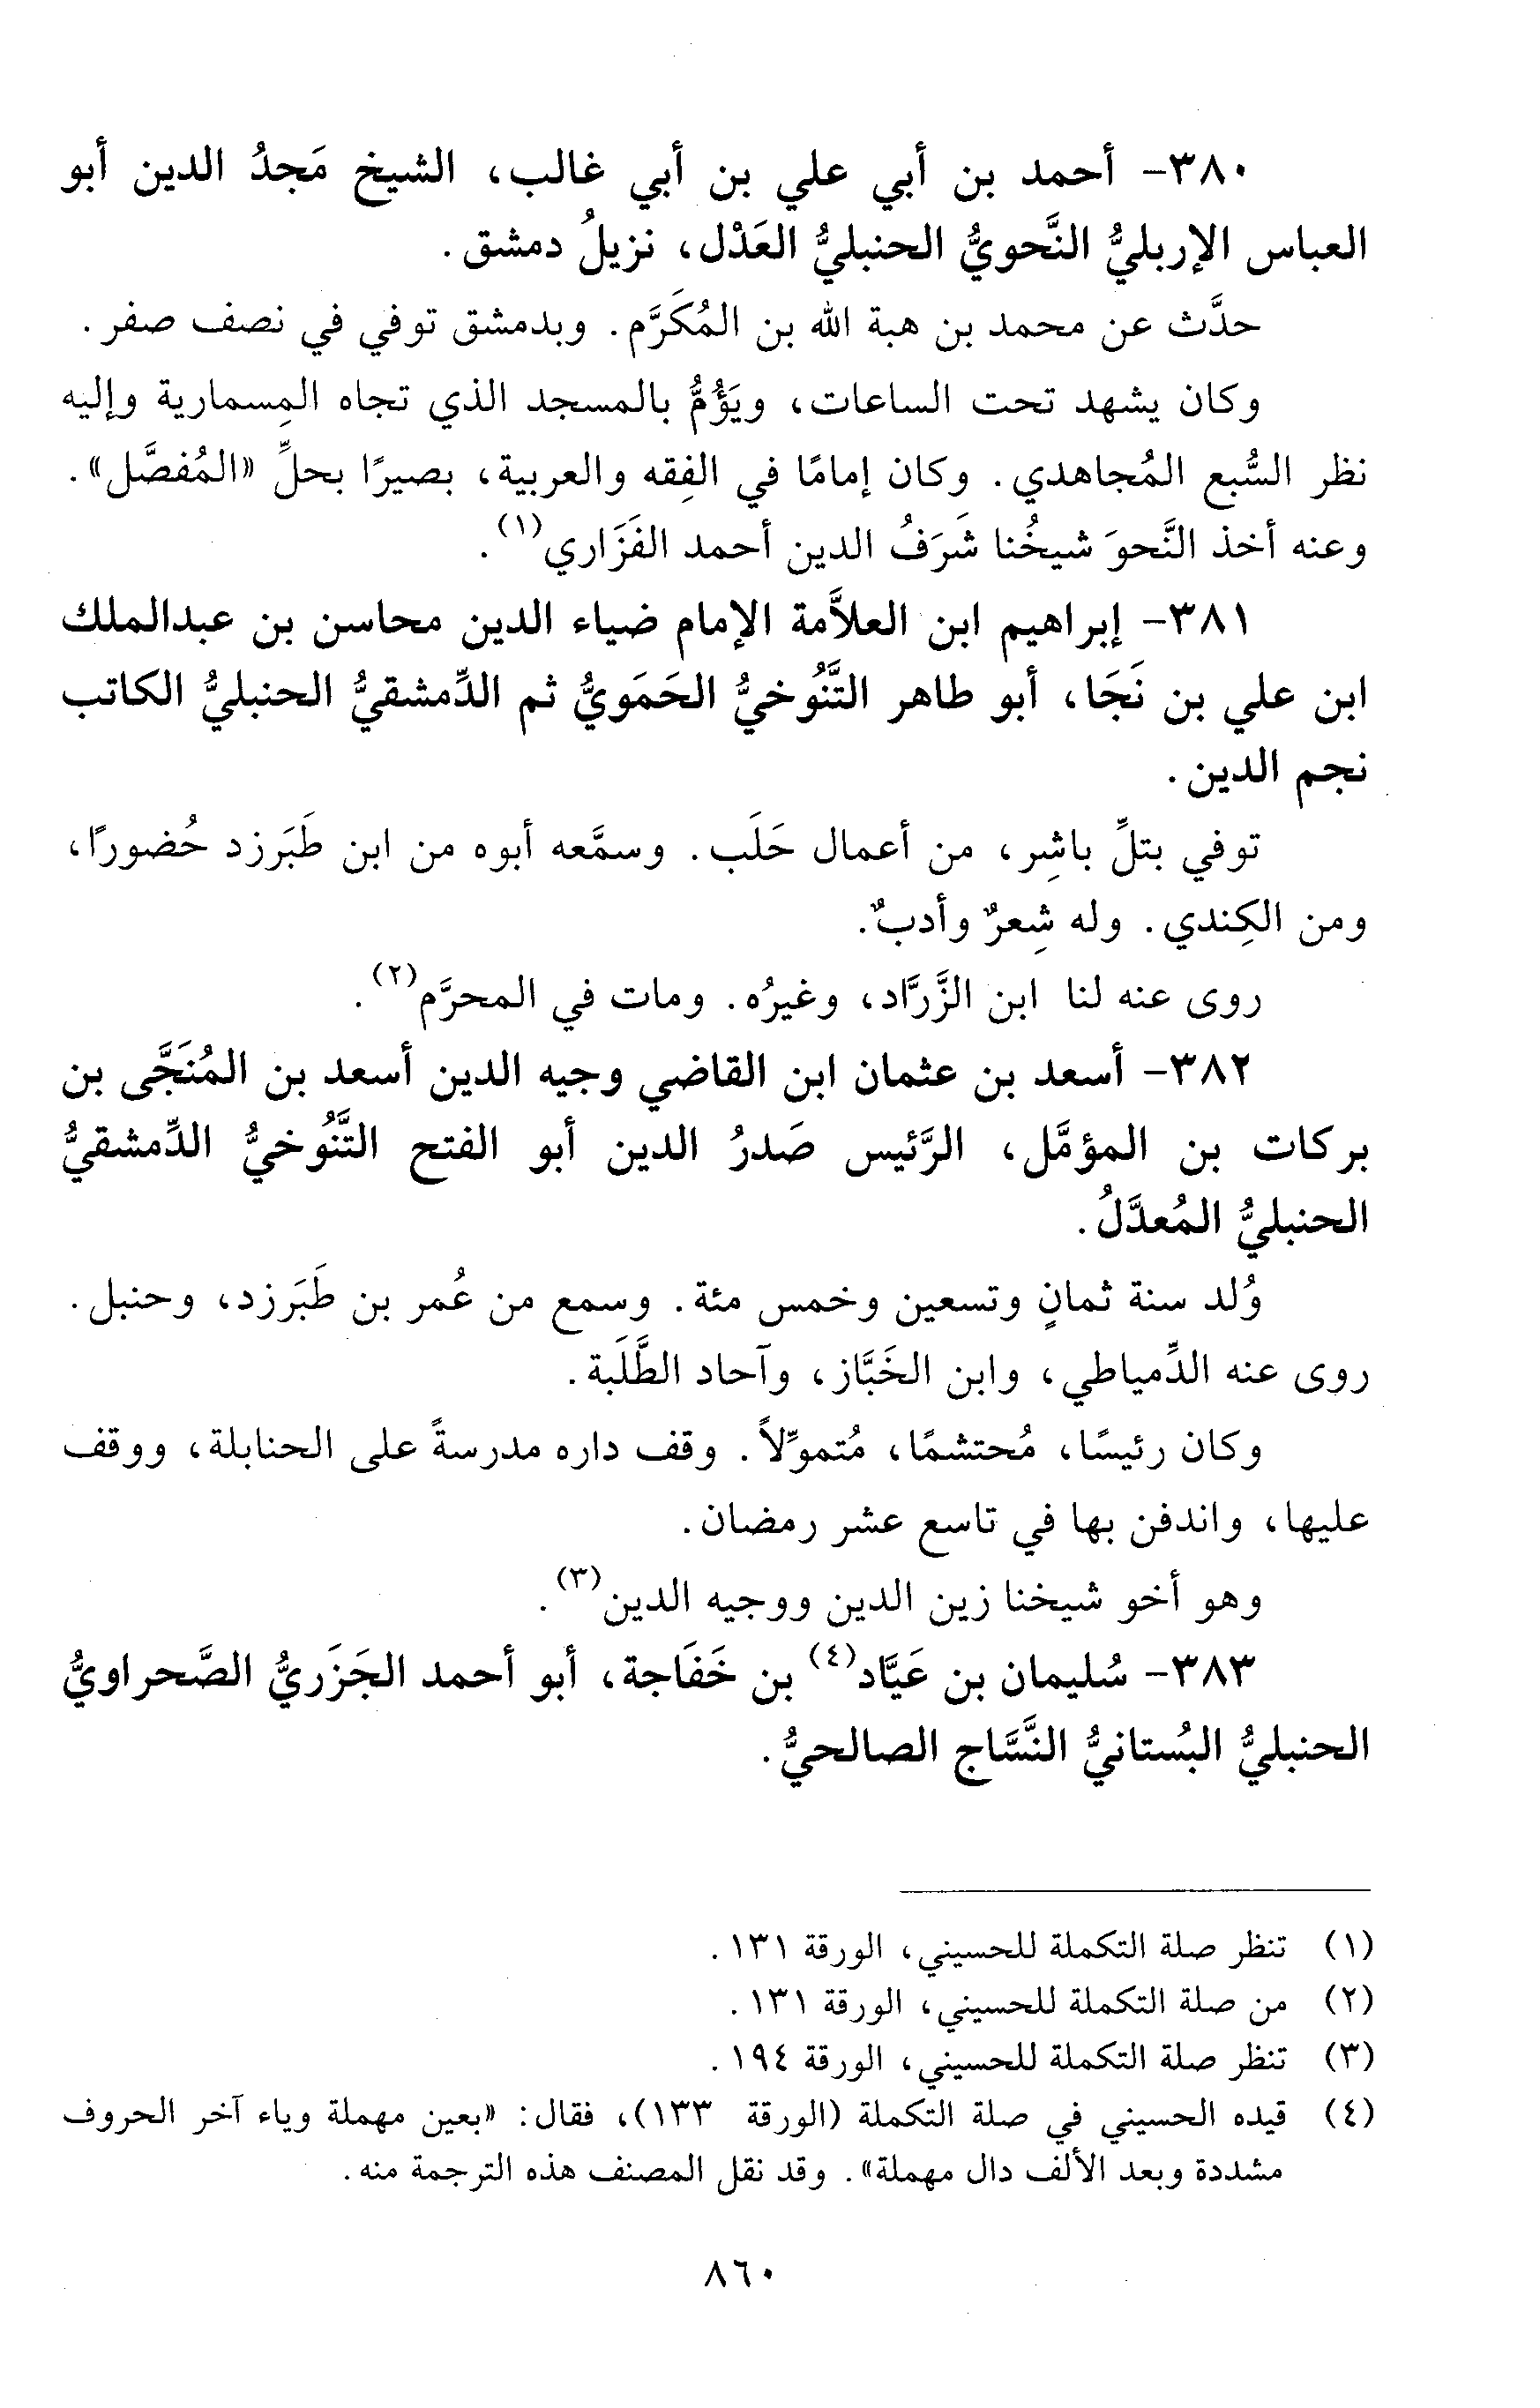 ٣٨٠- أحمد بن أبي علي بن أبي غالب، الشيخ مَجدُ الدين أبو
العباس الإربليُّ النَّحويُّ الحنبليُّ العَدْل، نزيلُ دمشق.
حدَّث عن محمد بن هبة الله بن المُكَرَّم. وبدمشق توفي في نصف صفر.
وكان يشهد تحت الساعات، ويَؤُمُّ بالمسجد الذي تجاه المِسمارية وإليه
نظر السُّبع المُجاهدي. وكان إمامًا في الفِقه والعربية، بصيرًا بحلِّ «المُفصَّل».
وعنه أخذ النَّحوَ شيخُنا شَرَفُ الدين أحمد الفَزَاري(١).
٣٨١- إبراهيم ابن العلاَّمة الإمام ضياء الدين محاسن بن عبدالملك
ابن علي بن نَجَا، أبو طاهر التَّنُوخيُّ الحَمَويُّ ثم الدِّمشقيُّ الحنبليُّ الكاتب
نجم الدين.
توفي بتلِّ باشِر، من أعمال حَلَب. وسمَّعه أبوه من ابن طَبَرزد حُضورًا،
ومن الكِندي. وله شِعرٌ وأدبٌ.
روى عنه لنا ابن الزَّرَّاد، وغيرُه. ومات في المحرَّم(٢).
٣٨٢- أسعد بن عثمان ابن القاضي وجيه الدين أسعد بن المُنَجَّى بن
بركات بن المؤمَّل، الرَّئيس صَدرُ الدين أبو الفتح التَّنُوخيُّ الدِّمشقيُّ
الحنبليُّ المُعدَّلُ.
وُلد سنة ثمانٍ وتسعين وخمس مئة. وسمع من عُمر بن طَبَرزد، وحنبل.
روى عنه الدِّمياطي، وابن الخَبَّاز، وآحاد الطَّلَبة.
وكان رئيسًا، مُحتشمًا، مُتموِّلاً. وقف داره مدرسةً على الحنابلة، ووقف
عليها، واندفن بها في تاسع عشر رمضان.
وهو أخو شيخنا زين الدين ووجيه الدين(٣).
٣٨٣- سُليمان بن عَيَّاد(٤) بن خَفَاجة، أبو أحمد الجَزَريُّ الصَّحراويُّ
الحنبليُّ البُستانيُّ النَّسَّاج الصالحيُّ.
(١) تنظر صلة التكملة للحسيني، الورقة ١٣١.
(٢) من صلة التكملة للحسيني، الورقة ١٣١.
(٣) تنظر صلة التكملة للحسيني، الورقة ١٩٤.
(٤) قيده الحسيني في صلة التكملة (الورقة ١٣٣)، فقال: «بعين مهملة وياء آخر الحروف
مشددة وبعد الألف دال مهملة». وقد نقل المصنف هذه الترجمة منه.
٨٦٠